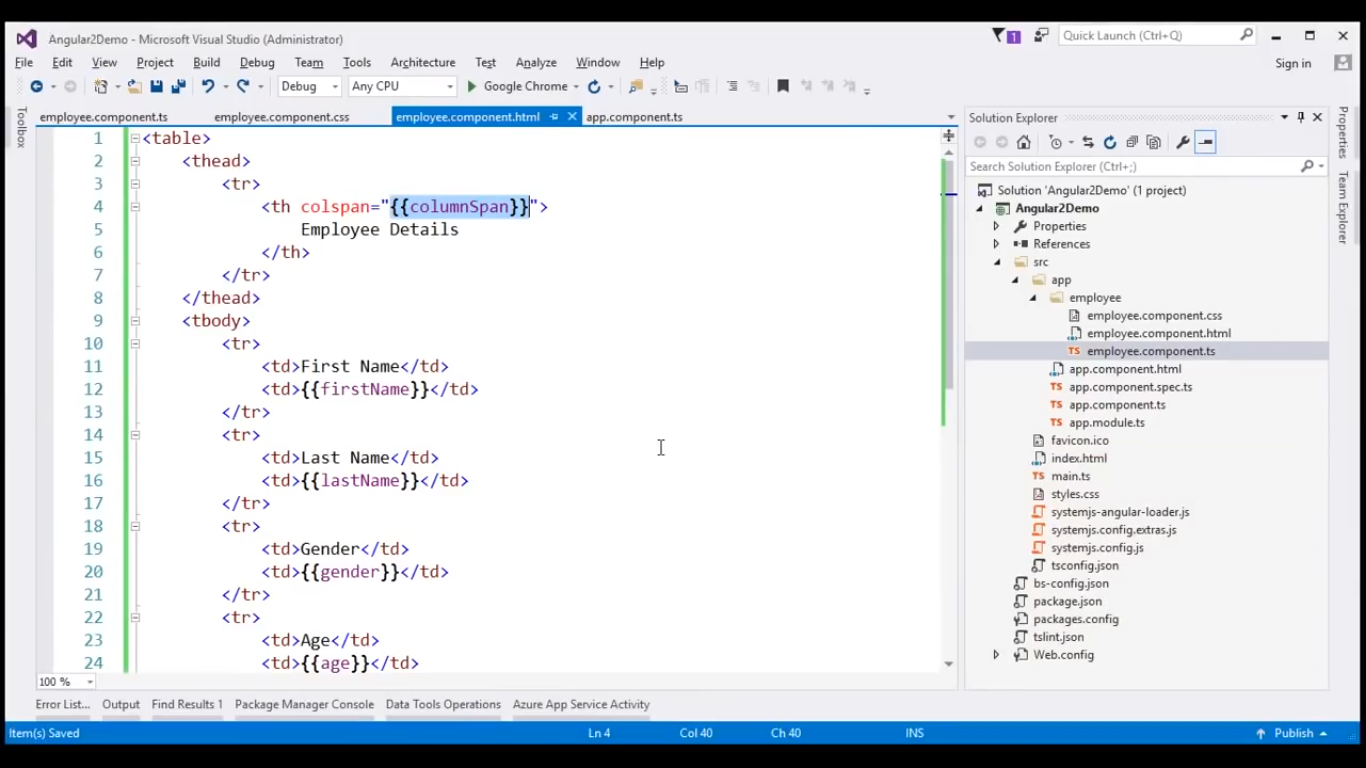 Angular2Demo - Microsoft Visual Studio (Administrator)
1
Quick Launch (Ctrl+Q)
File Edit View Project Build Debug Team Tools Architecture Test Analyze Window Help
Sign in
Debug Any CPU Google Chrome
Toolbox
employee.component.ts employee.component.css employee.component.html app.component.ts
1 <table>
2 <thead>
3 <tr>
4 <th colspan="{{columnSpan}}">
5 Employee Details
6 </th>
7 </tr>
8 </thead>
9 <tbody>
10 <tr>
11 <td>First Name</td>
12 <td>{{firstName}}</td>
13 </tr>
14 <tr>
15 <td>Last Name</td>
16 <td>{{lastName}}</td>
17 </tr>
18 <tr>
19 <td>Gender</td>
20 <td>{{gender}}</td>
21 </tr>
22 <tr>
23 <td>Age</td>
24 <td>{{age}}</td>
100 %
Solution Explorer
Search Solution Explorer (Ctrl+;)
Solution 'Angular2Demo' (1 project)
Angular2Demo
Properties
References
src
app
employee
employee.component.css
employee.component.html
TS employee.component.ts
app.component.html
TS app.component.spec.ts
TS app.component.ts
TS app.module.ts
favicon.ico
index.html
TS main.ts
styles.css
systemjs-angular-loader.js
systemjs.config.extras.js
systemjs.config.js
tsconfig.json
bs-config.json
package.json
packages.config
tslint.json
Web.config
Properties
Team Explorer
Error List... Output Find Results 1 Package Manager Console Data Tools Operations Azure App Service Activity
Item(s) Saved Ln 4 Col 40 Ch 40 INS Publish